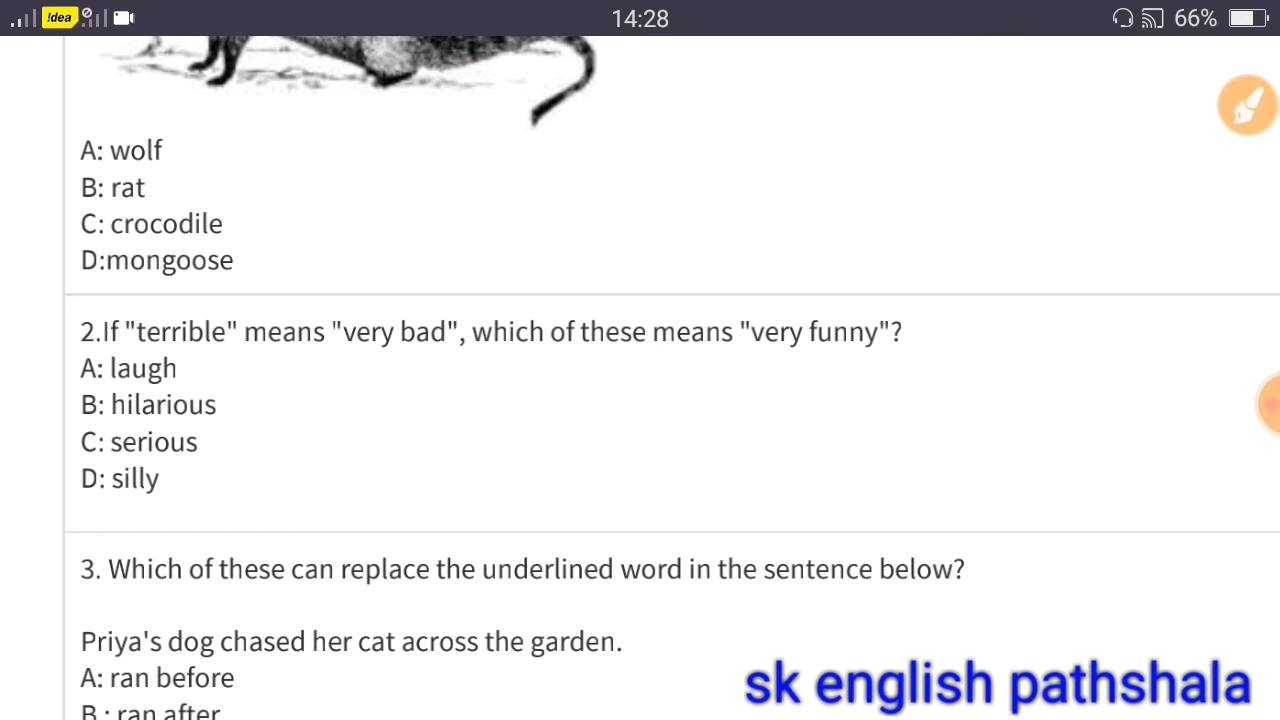 !dea 14:28 66%
A: wolf
B: rat
C: crocodile
D:mongoose
2.If "terrible" means "very bad", which of these means "very funny"?
A: laugh
B: hilarious
C: serious
D: silly
3. Which of these can replace the underlined word in the sentence below?
Priya's dog chased her cat across the garden.
A: ran before
B : ran after
sk english pathshala